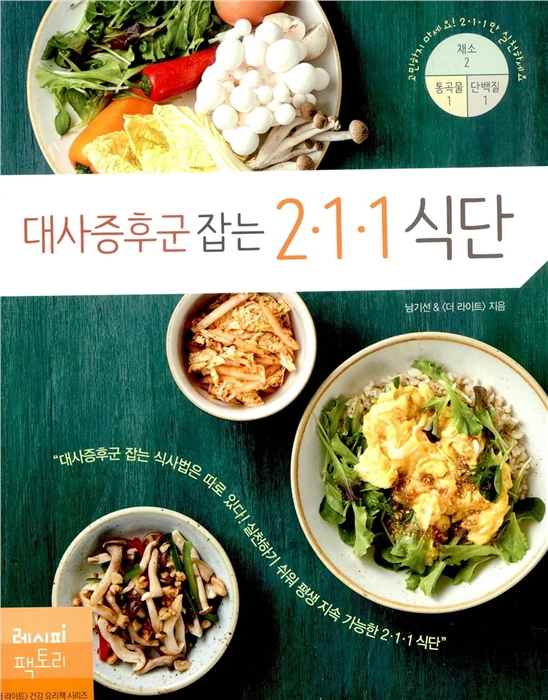 고민하지 마세요! 2·1·1만 실천하세요
채소
2
통곡물
1
단백질
1
대사증후군 잡는 2·1·1 식단
남기선 & <더 라이트> 지음
"대사증후군 잡는 식사법은 따로 있다! 실천하기 쉬워 평생 지속 가능한 2·1·1 식단"
레시피
팩토리
더 라이트> 건강 요리책 시리즈